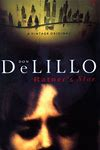 A VINTAGE ORIGINAL
DON
DeLILLO
Ratner's Star